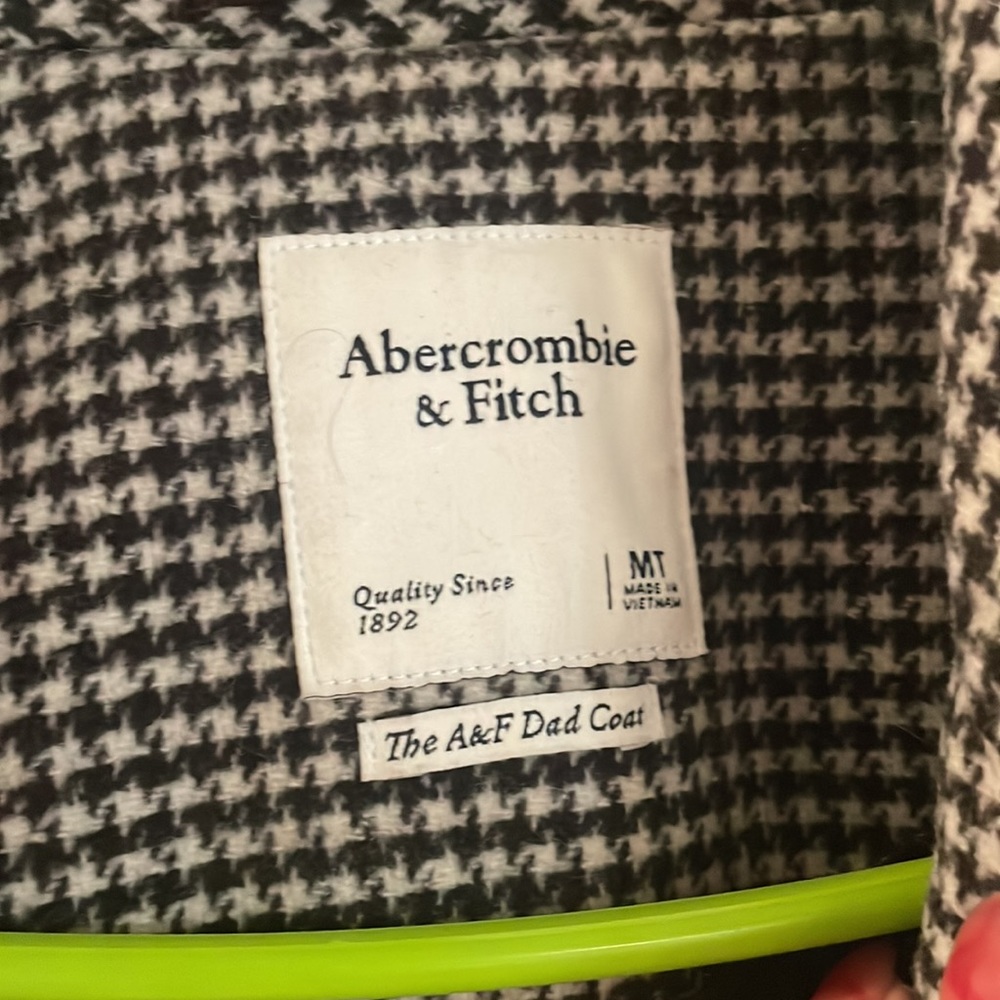 Abercrombie
& Fitch
Quality Since
1892
MT
MADE IN
VIETNAM
The A&F Dad Coat